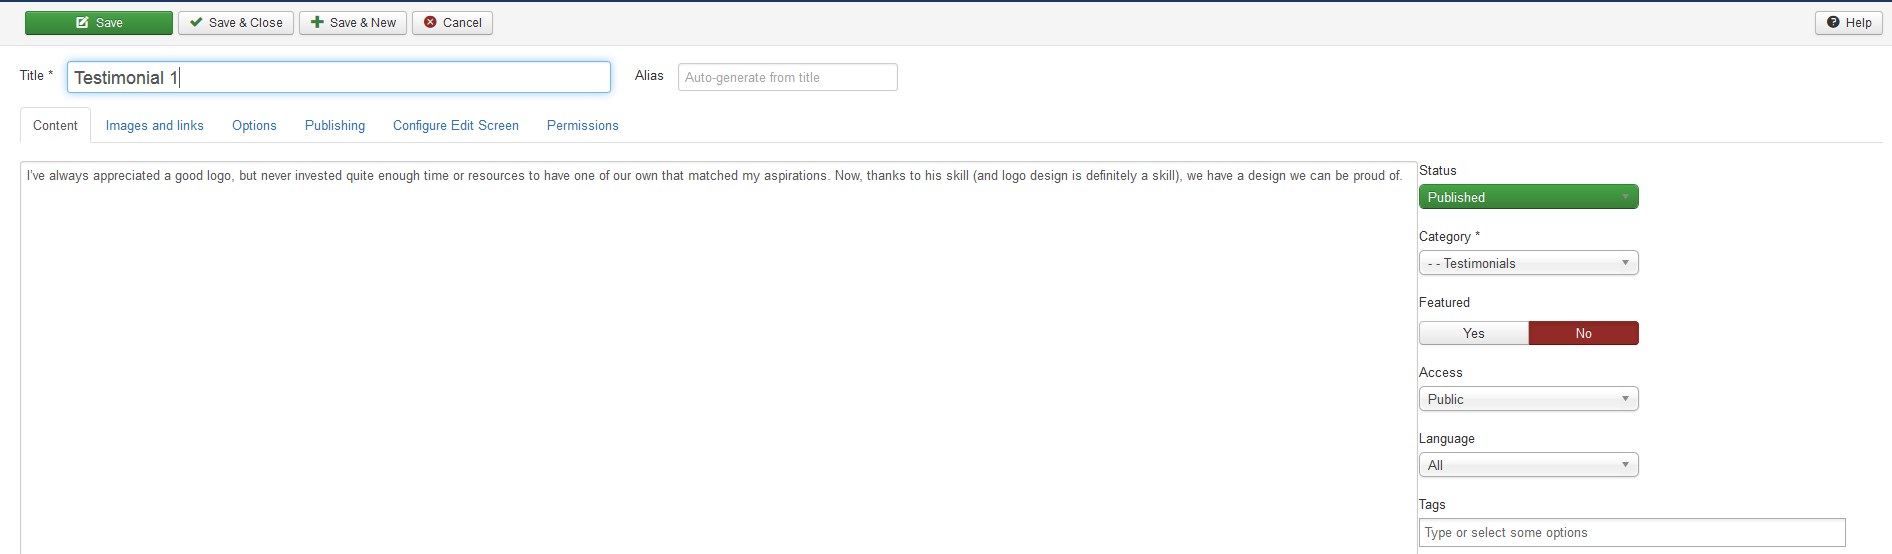 Save Save & Close Save & New Cancel Help
Title * Testimonial 1 Alias Auto-generate from title
Content Images and links Options Publishing Configure Edit Screen Permissions
I've always appreciated a good logo, but never invested quite enough time or resources to have one of our own that matched my aspirations. Now, thanks to his skill (and logo design is definitely a skill), we have a design we can be proud of.
Status
Published
Category *
- - Testimonials
Featured
Yes No
Access
Public
Language
All
Tags
Type or select some options